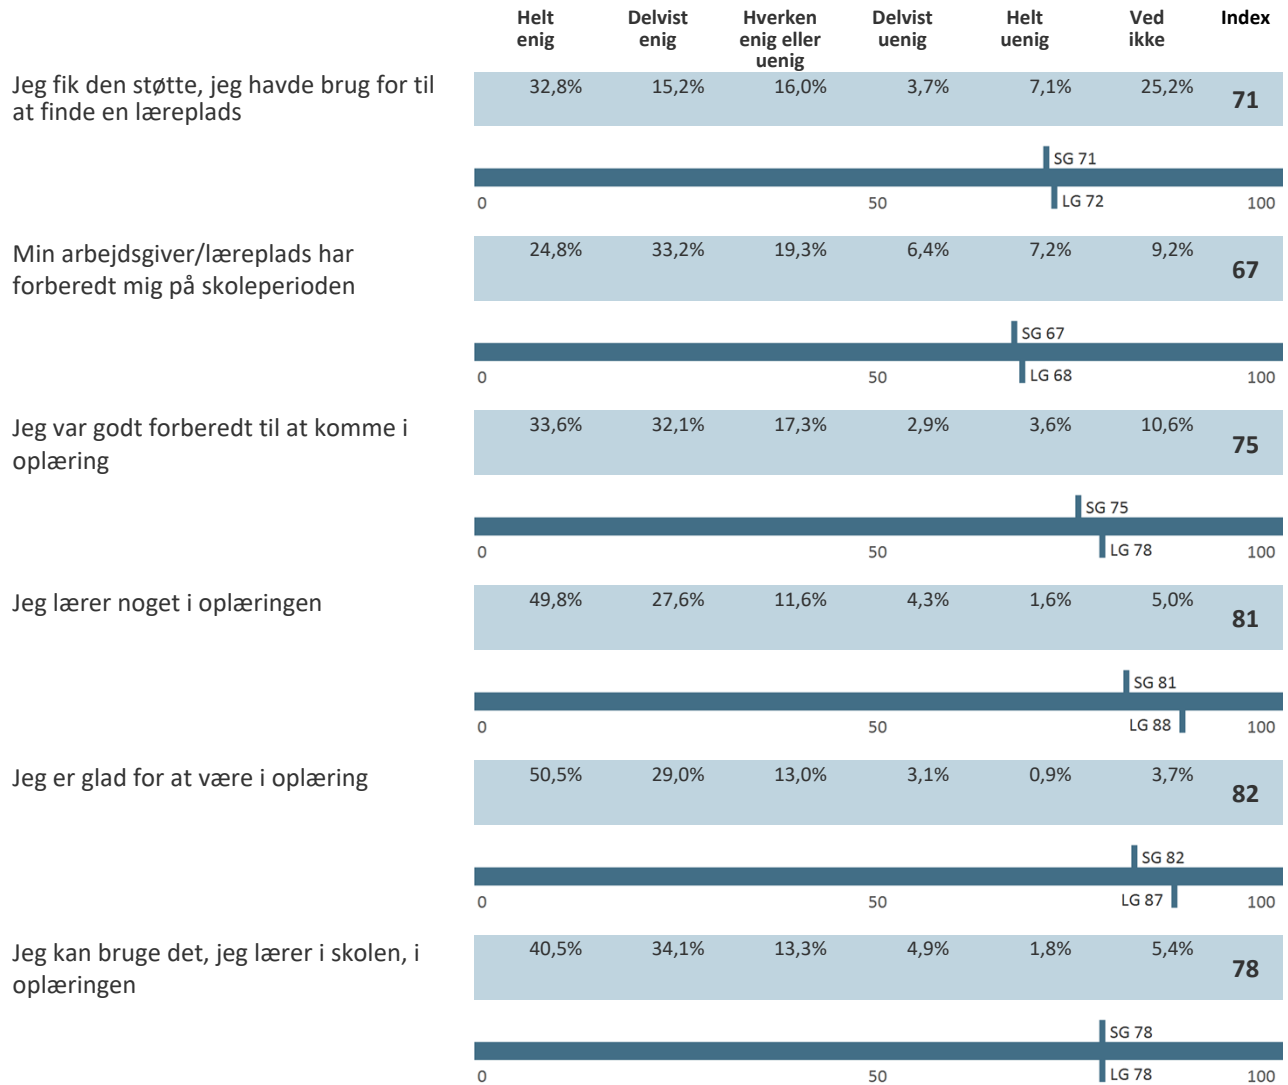 Helt enig Delvist enig Hverken enig eller uenig Delvist uenig Helt uenig Ved ikke Index
Jeg fik den støtte, jeg havde brug for til
at finde en læreplads
32,8% 15,2% 16,0% 3,7% 7,1% 25,2% 71
SG 71
LG 72
0 50 100
Min arbejdsgiver/læreplads har
forberedt mig på skoleperioden
24,8% 33,2% 19,3% 6,4% 7,2% 9,2% 67
SG 67
LG 68
0 50 100
Jeg var godt forberedt til at komme i
oplæring
33,6% 32,1% 17,3% 2,9% 3,6% 10,6% 75
SG 75
LG 78
0 50 100
Jeg lærer noget i oplæringen
49,8% 27,6% 11,6% 4,3% 1,6% 5,0% 81
SG 81
LG 88
0 50 100
Jeg er glad for at være i oplæring
50,5% 29,0% 13,0% 3,1% 0,9% 3,7% 82
SG 82
LG 87
0 50 100
Jeg kan bruge det, jeg lærer i skolen, i
oplæringen
40,5% 34,1% 13,3% 4,9% 1,8% 5,4% 78
SG 78
LG 78
0 50 100